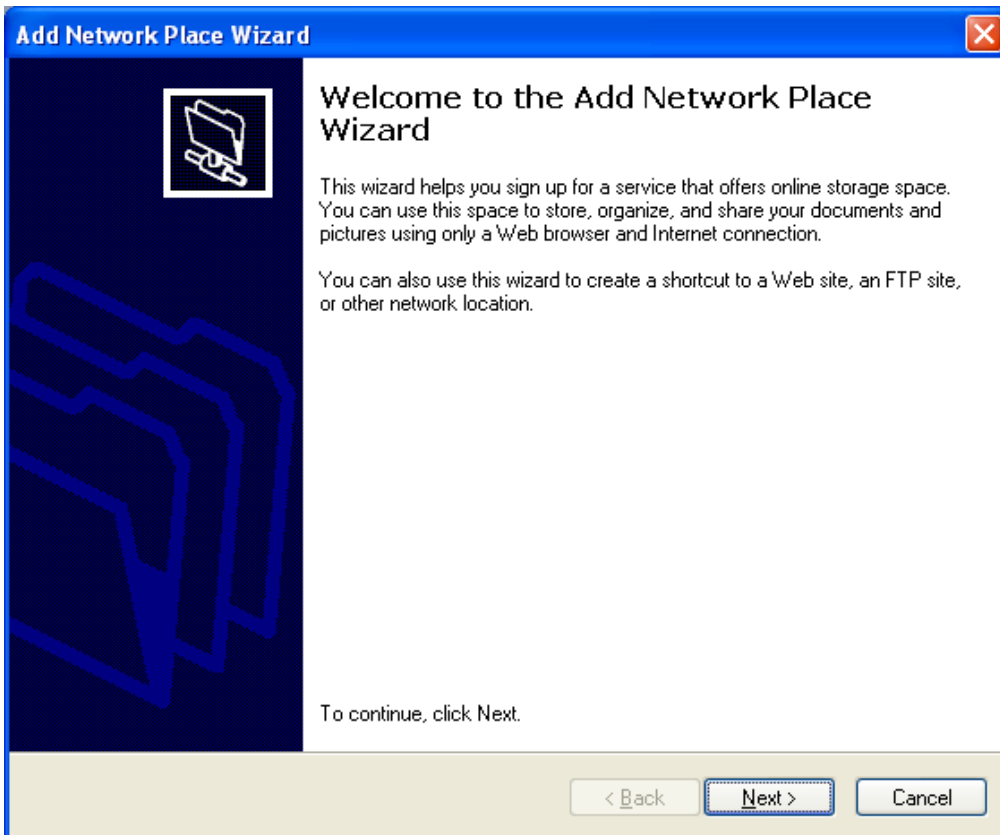 Add Network Place Wizard
Welcome to the Add Network Place
Wizard
This wizard helps you sign up for a service that offers online storage space.
You can use this space to store, organize, and share your documents and
pictures using only a Web browser and Internet connection.
You can also use this wizard to create a shortcut to a Web site, an FTP site,
or other network location.
To continue, click Next.
< Back Next > Cancel